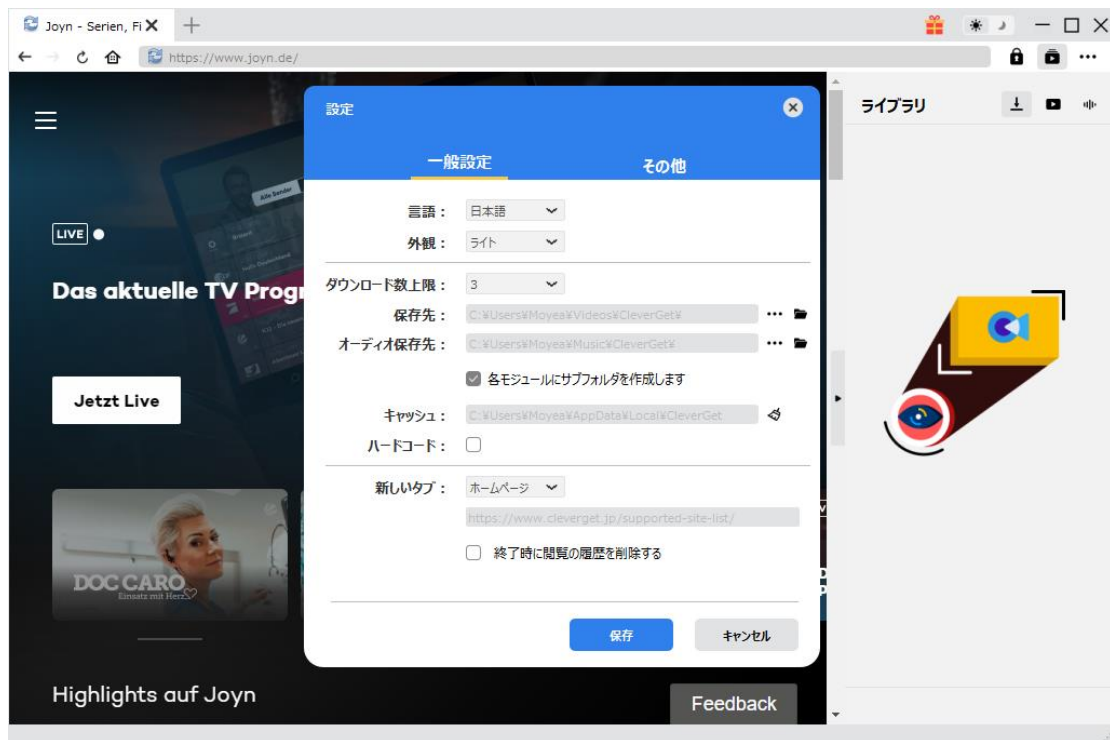 Joyn - Serien, Fi
https://www.joyn.de/
設定
一般設定 その他
言語： 日本語
外観： ライト
ダウンロード数上限： 3
保存先： C:¥Users¥Moyea¥Videos¥CleverGet¥
オーディオ保存先： C:¥Users¥Moyea¥Music¥CleverGet¥
各モジュールにサブフォルダを作成します
キャッシュ： C:¥Users¥Moyea¥AppData¥Local¥CleverGet
ハードコード：
新しいタブ： ホームページ
https://www.cleverget.jp/supported-site-list/
終了時に閲覧の履歴を削除する
保存 キャンセル
ライブラリ
Alle Sender
LIVE
Das aktuelle TV Progr
Jetzt Live
DOC CARO
Einsatz mit Herz
Highlights auf Joyn
Feedback